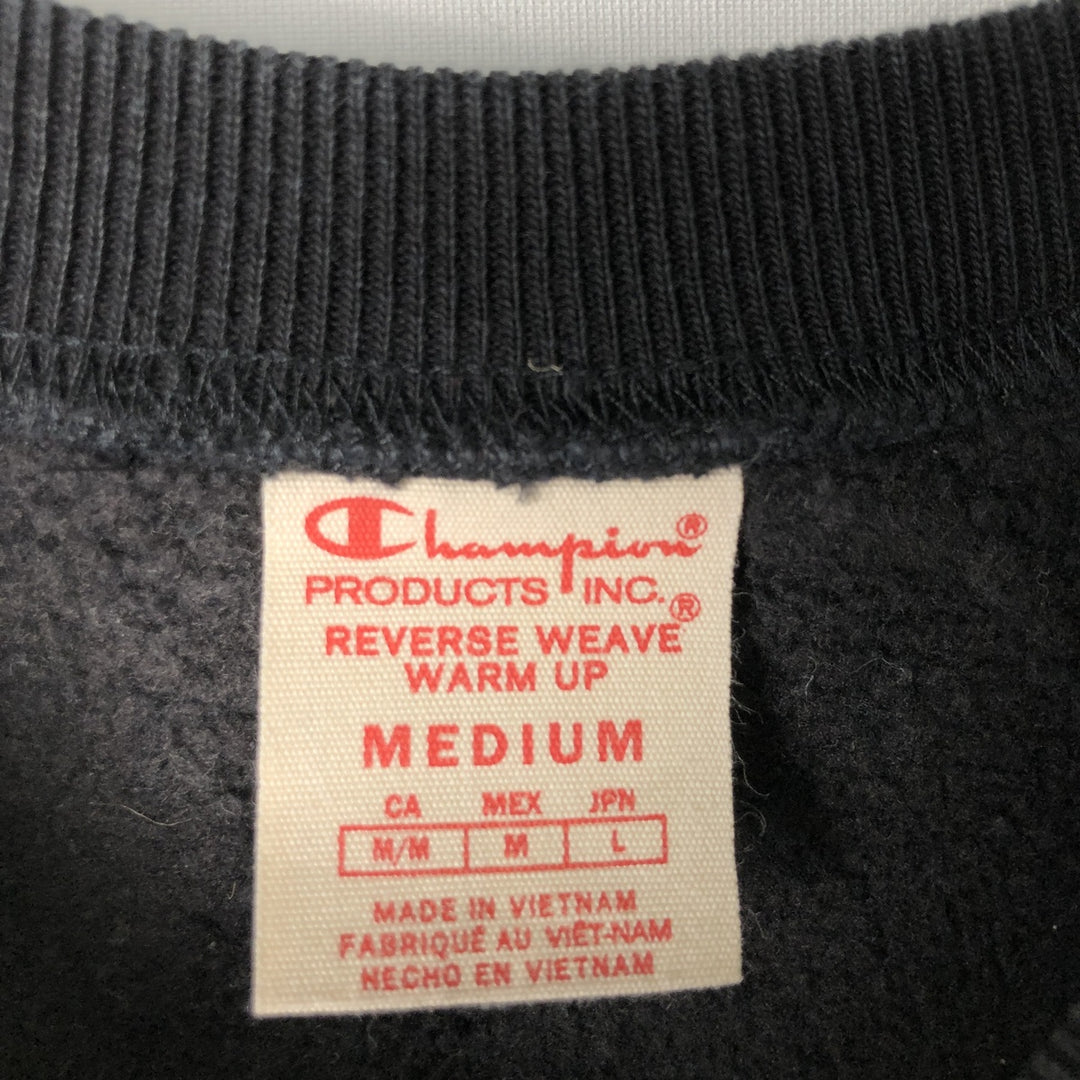 Champion®
PRODUCTS INC.
REVERSE WEAVE®
WARM UP
MEDIUM
CA MEX JPN
M/M M L
MADE IN VIETNAM
FABRIQUÉ AU VIÊT-NAM
HECHO EN VIETNAM